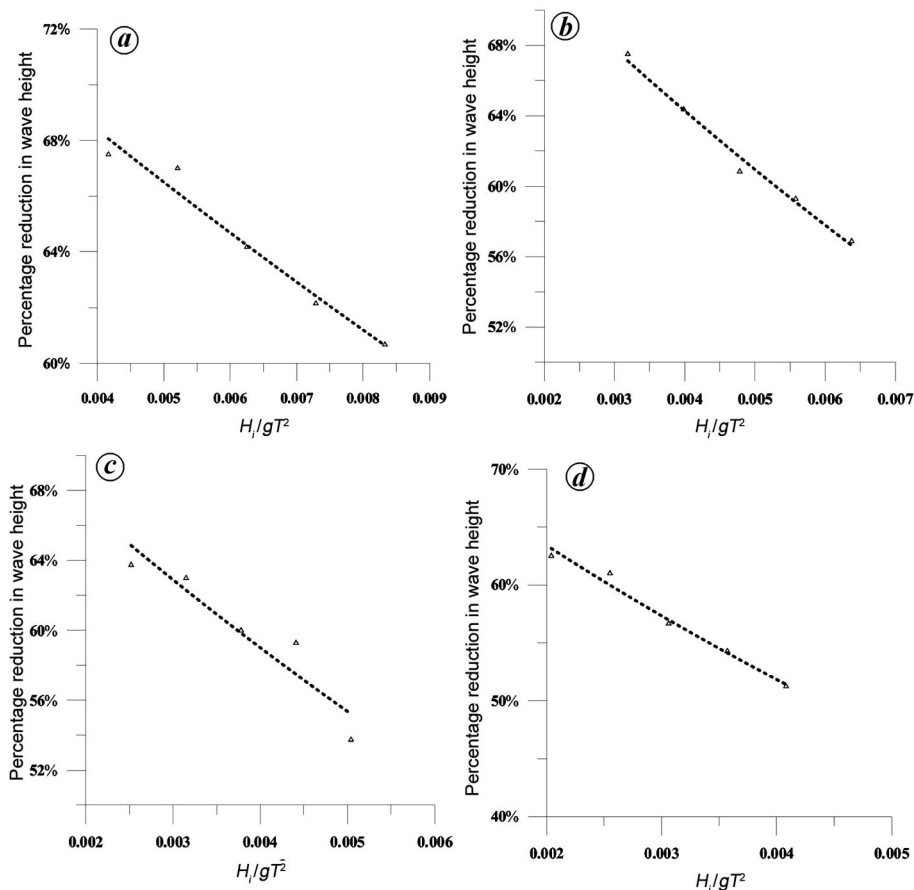 a
Percentage reduction in wave height
72%
68%
64%
60%
0.004 0.005 0.006 0.007 0.008 0.009
H_i/gT²
b
Percentage reduction in wave height
68%
64%
60%
56%
52%
0.002 0.003 0.004 0.005 0.006 0.007
H_i/gT²
c
Percentage reduction in wave height
68%
64%
60%
56%
52%
0.002 0.003 0.004 0.005 0.006
H_i/gT²
d
Percentage reduction in wave height
70%
60%
50%
40%
0.002 0.003 0.004 0.005
H_i/gT²